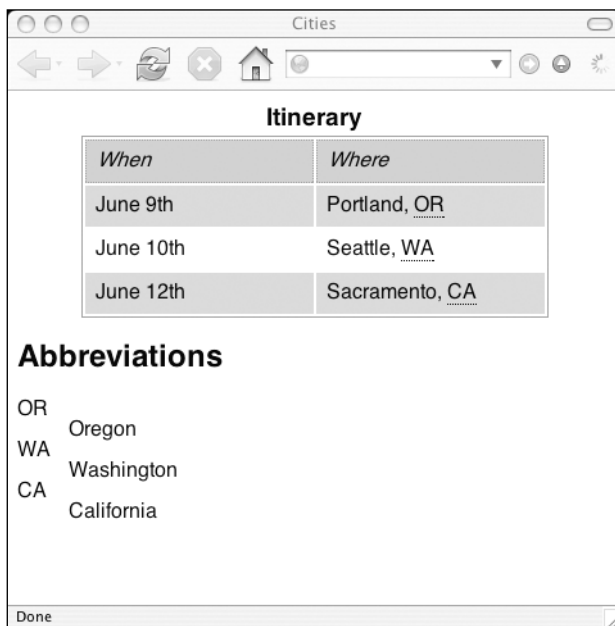 Cities
Itinerary
When Where
June 9th Portland, OR
June 10th Seattle, WA
June 12th Sacramento, CA
Abbreviations
OR
Oregon
WA
Washington
CA
California
Done